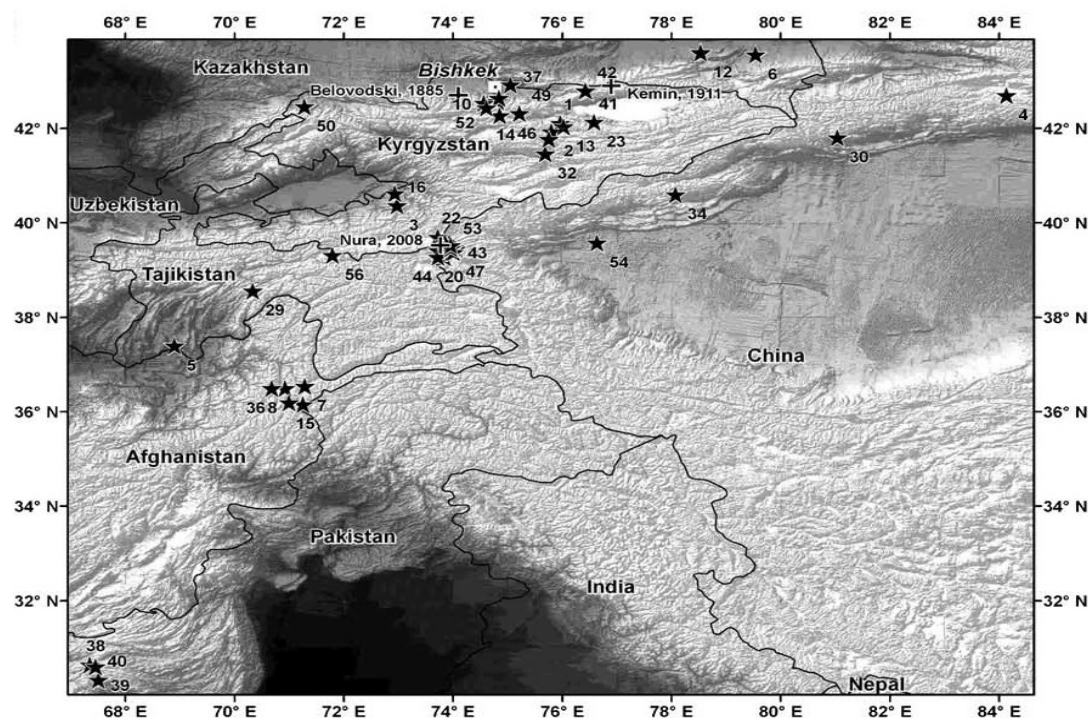 68° E 70° E 72° E 74° E 76° E 78° E 80° E 82° E 84° E
Kazakhstan
Bishkek
37
42
12
6
Belovodski, 1885
49
1
Kemin, 1911
0
41
4
50
52
42° N
42° N
14
46
13
23
Kyrgyzstan
2
30
32
16
Uzbekistan
34
40° N
40° N
3
22
53
Nura, 2008
43
54
Tajikistan
56
44
20
47
29
38° N
38° N
5
China
36
8
7
36° N
36° N
15
Afghanistan
34° N
34° N
Pakistan
India
32° N
32° N
38
40
39
Nepal
68° E 70° E 72° E 74° E 76° E 78° E 80° E 82° E 84° E